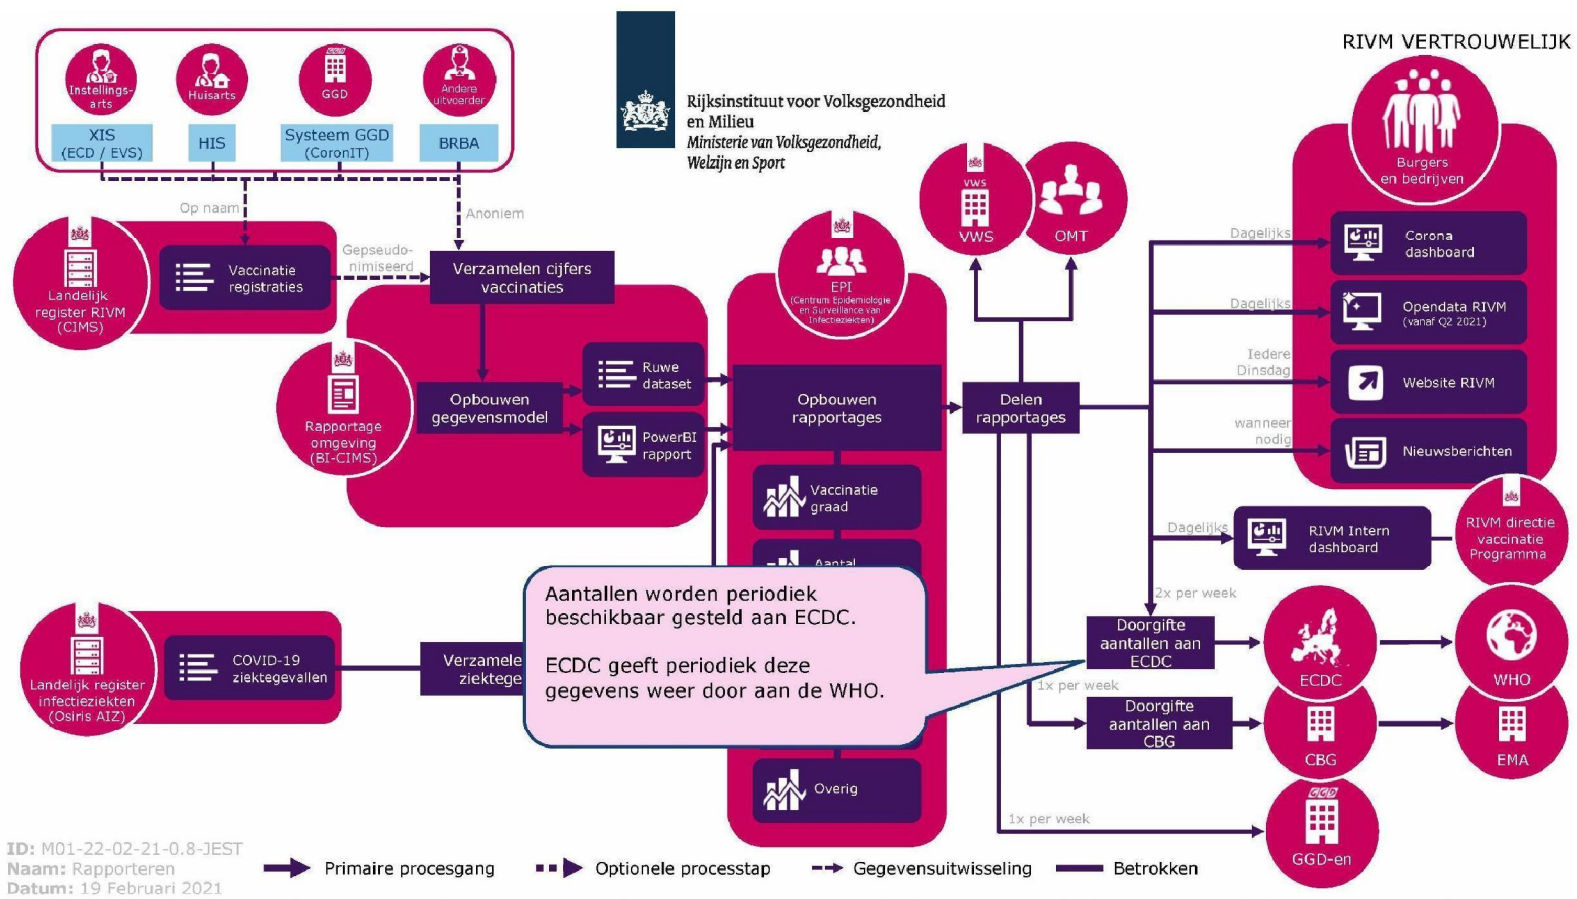 RIVM VERTROUWELIJK
Instellings-
arts
Huisarts
GGD
Andere
uitvoerder
XIS
(ECD / EVS)
HIS
Systeem GGD
(CoronIT)
BRBA
Rijksinstituut voor Volksgezondheid
en Milieu
Ministerie van Volksgezondheid,
Welzijn en Sport
Op naam
Anoniem
Landelijk
register RIVM
(CIMS)
Vaccinatie
registraties
Gepseudo-
nimiseerd
Verzamelen cijfers
vaccinaties
Rapportage
omgeving
(BI-CIMS)
Opbouwen
gegevensmodel
Ruwe
dataset
PowerBI
rapport
EPI
(Centrum Epidemiologie
en Surveillance van
Infectieziekten)
Opbouwen
rapportages
Vaccinatie
graad
Aantal
Overig
vws
VWS
OMT
Delen
rapportages
Burgers
en bedrijven
Dagelijks
Corona
dashboard
Dagelijks
Opendata RIVM
(vanaf Q2 2021)
Iedere
Dinsdag
Website RIVM
wanneer
nodig
Nieuwsberichten
Dagelijks
RIVM Intern
dashboard
RIVM directie
vaccinatie
Programma
2x per week
Doorgifte
aantallen aan
ECDC
ECDC
WHO
1x per week
Doorgifte
aantallen aan
CBG
CBG
EMA
1x per week
GGD
GGD-en
Landelijk register
infectieziekten
(Osiris AIZ)
COVID-19
ziektegevallen
Verzamele
ziektege
Aantallen worden periodiek
beschikbaar gesteld aan ECDC.
ECDC geeft periodiek deze
gegevens weer door aan de WHO.
ID: M01-22-02-21-0.8-JEST
Naam: Rapporteren
Datum: 19 Februari 2021
Primaire procesgang
Optionele processtap
Gegevensuitwisseling
Betrokken